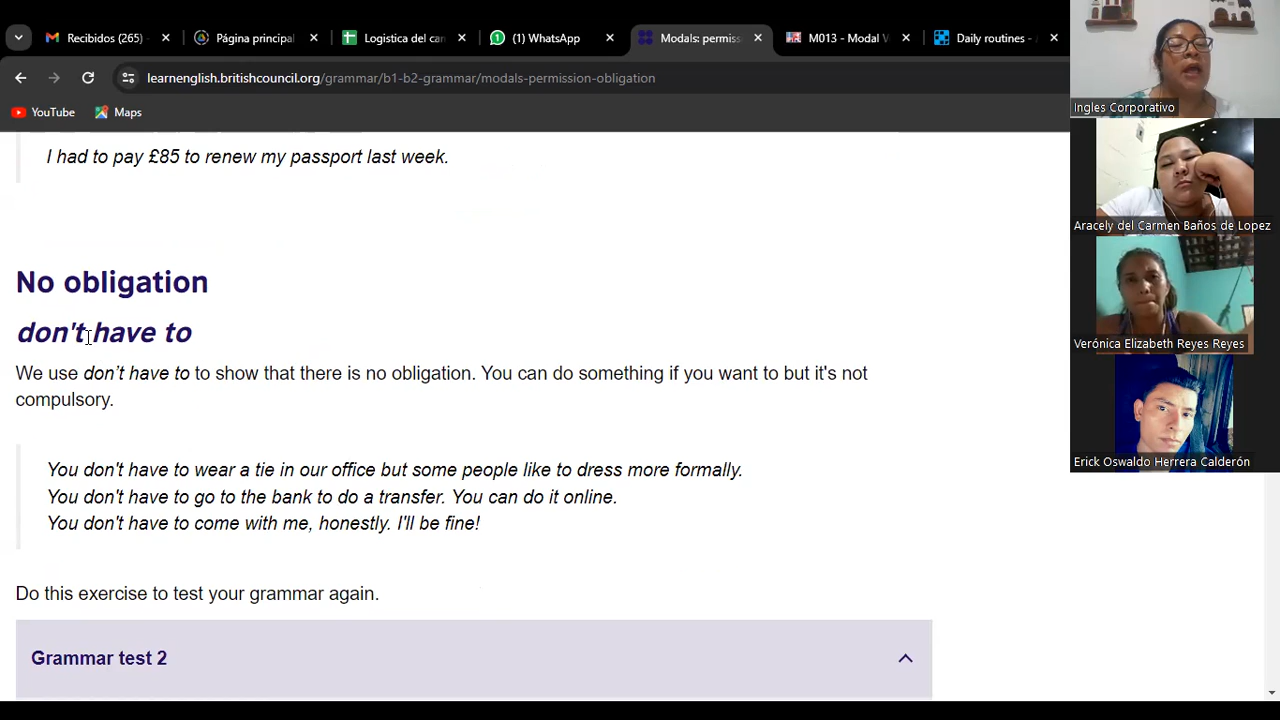 Recibidos (265)
Página principal
Logistica del car
(1) WhatsApp
Modals: permiss
M013 - Modal V
Daily routines - A
learnenglish.britishcouncil.org/grammar/b1-b2-grammar/modals-permission-obligation
YouTube
Maps
I had to pay £85 to renew my passport last week.
No obligation
don't have to
We use don’t have to to show that there is no obligation. You can do something if you want to but it's not
compulsory.
You don't have to wear a tie in our office but some people like to dress more formally.
You don't have to go to the bank to do a transfer. You can do it online.
You don't have to come with me, honestly. I'll be fine!
Do this exercise to test your grammar again.
Grammar test 2
Ingles Corporativo
Aracely del Carmen Baños de Lopez
Verónica Elizabeth Reyes Reyes
Erick Oswaldo Herrera Calderón